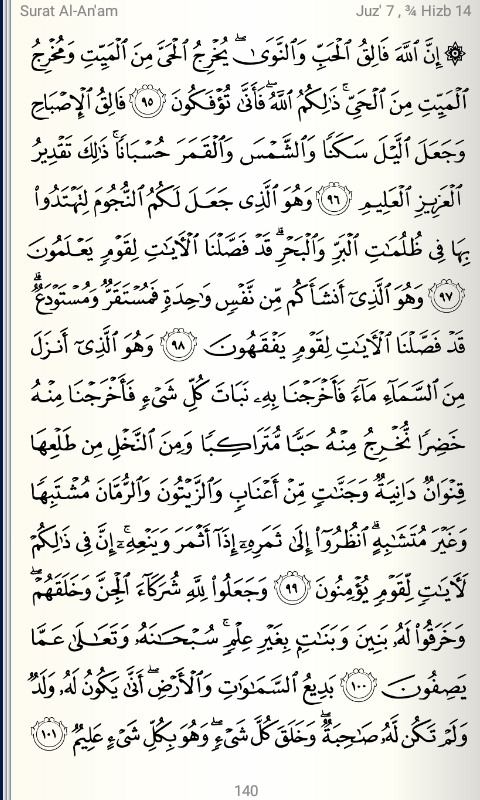 Surat Al-An'am
Juz' 7 , ¾ Hizb 14
۞ إِنَّ ٱللَّهَ فَالِقُ ٱلْحَبِّ وَٱلنَّوَىٰ ۖ يُخْرِجُ ٱلْحَىَّ مِنَ ٱلْمَيِّتِ وَمُخْرِجُ
ٱلْمَيِّتِ مِنَ ٱلْحَىِّ ۚ ذَٰلِكُمُ ٱللَّهُ ۖ فَأَنَّىٰ تُؤْفَكُونَ ٩٥ فَالِقُ ٱلْإِصْبَاحِ
وَجَعَلَ ٱلَّيْلَ سَكَنًا وَٱلشَّمْسَ وَٱلْقَمَرَ حُسْبَانًا ۚ ذَٰلِكَ تَقْدِيرُ
ٱلْعَزِيزِ ٱلْعَلِيمِ ٩٦ وَهُوَ ٱلَّذِى جَعَلَ لَكُمُ ٱلنُّجُومَ لِتَهْتَدُوا۟
بِهَا فِى ظُلُمَٰتِ ٱلْبَرِّ وَٱلْبَحْرِ ۗ قَدْ فَصَّلْنَا ٱلْءَايَٰتِ لِقَوْمٍ يَعْلَمُونَ
٩٧ وَهُوَ ٱلَّذِىٓ أَنشَأَكُم مِّن نَّفْسٍ وَٰحِدَةٍ فَمُسْتَقَرٌّ وَمُسْتَوْدَعٌ ۗ
قَدْ فَصَّلْنَا ٱلْءَايَٰتِ لِقَوْمٍ يَفْقَهُونَ ٩٨ وَهُوَ ٱلَّذِىٓ أَنزَلَ
مِنَ ٱلسَّمَآءِ مَآءً فَأَخْرَجْنَا بِهِۦ نَبَاتَ كُلِّ شَىْءٍ فَأَخْرَجْنَا مِنْهُ
خَضِرًا نُّخْرِجُ مِنْهُ حَبًّا مُّتَرَاكِبًا وَمِنَ ٱلنَّخْلِ مِن طَلْعِهَا
قِنْوَانٌ دَانِيَةٌ وَجَنَّٰتٍ مِّنْ أَعْنَابٍ وَٱلزَّيْتُونَ وَٱلرُّمَّانَ مُشْتَبِهًا
وَغَيْرَ مُتَشَٰبِهٍ ۗ ٱنظُرُوٓا۟ إِلَىٰ ثَمَرِهِۦٓ إِذَآ أَثْمَرَ وَيَنْعِهِۦٓ ۚ إِنَّ فِى ذَٰلِكُمْ
لَءَايَٰتٍ لِّقَوْمٍ يُؤْمِنُونَ ٩٩ وَجَعَلُوا۟ لِلَّهِ شُرَكَآءَ ٱلْجِنَّ وَخَلَقَهُمْ ۖ
وَخَرَقُوا۟ لَهُۥ بَنِينَ وَبَنَٰتٍۭ بِغَيْرِ عِلْمٍ ۚ سُبْحَٰنَهُۥ وَتَعَٰلَىٰ عَمَّا
يَصِفُونَ ١٠٠ بَدِيعُ ٱلسَّمَٰوَٰتِ وَٱلْأَرْضِ ۖ أَنَّىٰ يَكُونُ لَهُۥ وَلَدٌ
وَلَمْ تَكُن لَّهُۥ صَٰحِبَةٌ ۖ وَخَلَقَ كُلَّ شَىْءٍ ۖ وَهُوَ بِكُلِّ شَىْءٍ عَلِيمٌ ١٠١
140